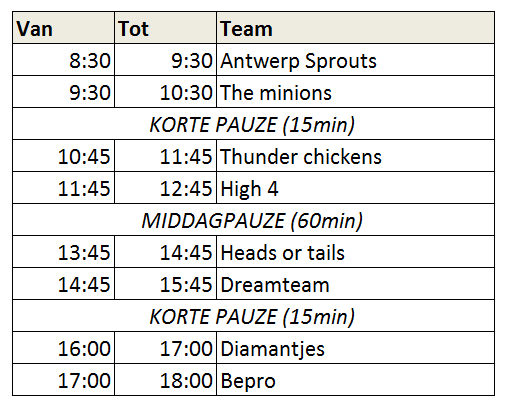 Van Tot Team
8:30 9:30 Antwerp Sprouts
9:30 10:30 The minions
KORTE PAUZE (15min)
10:45 11:45 Thunder chickens
11:45 12:45 High 4
MIDDAGPAUZE (60min)
13:45 14:45 Heads or tails
14:45 15:45 Dreamteam
KORTE PAUZE (15min)
16:00 17:00 Diamantjes
17:00 18:00 Bepro